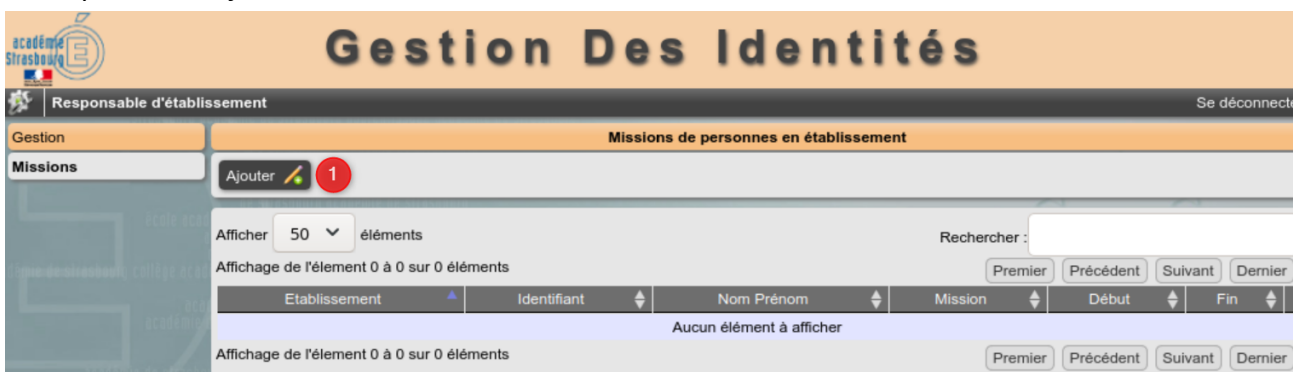 académie
Strasbourg
Gestion Des Identités
Responsable d'établissement
Se déconnecte
Gestion
Missions de personnes en établissement
Missions
Ajouter 1
Afficher 50 éléments
Rechercher :
Affichage de l'élement 0 à 0 sur 0 éléments
Premier Précédent Suivant Dernier
Etablissement Identifiant Nom Prénom Mission Début Fin
Aucun élément à afficher
Affichage de l'élement 0 à 0 sur 0 éléments
Premier Précédent Suivant Dernier